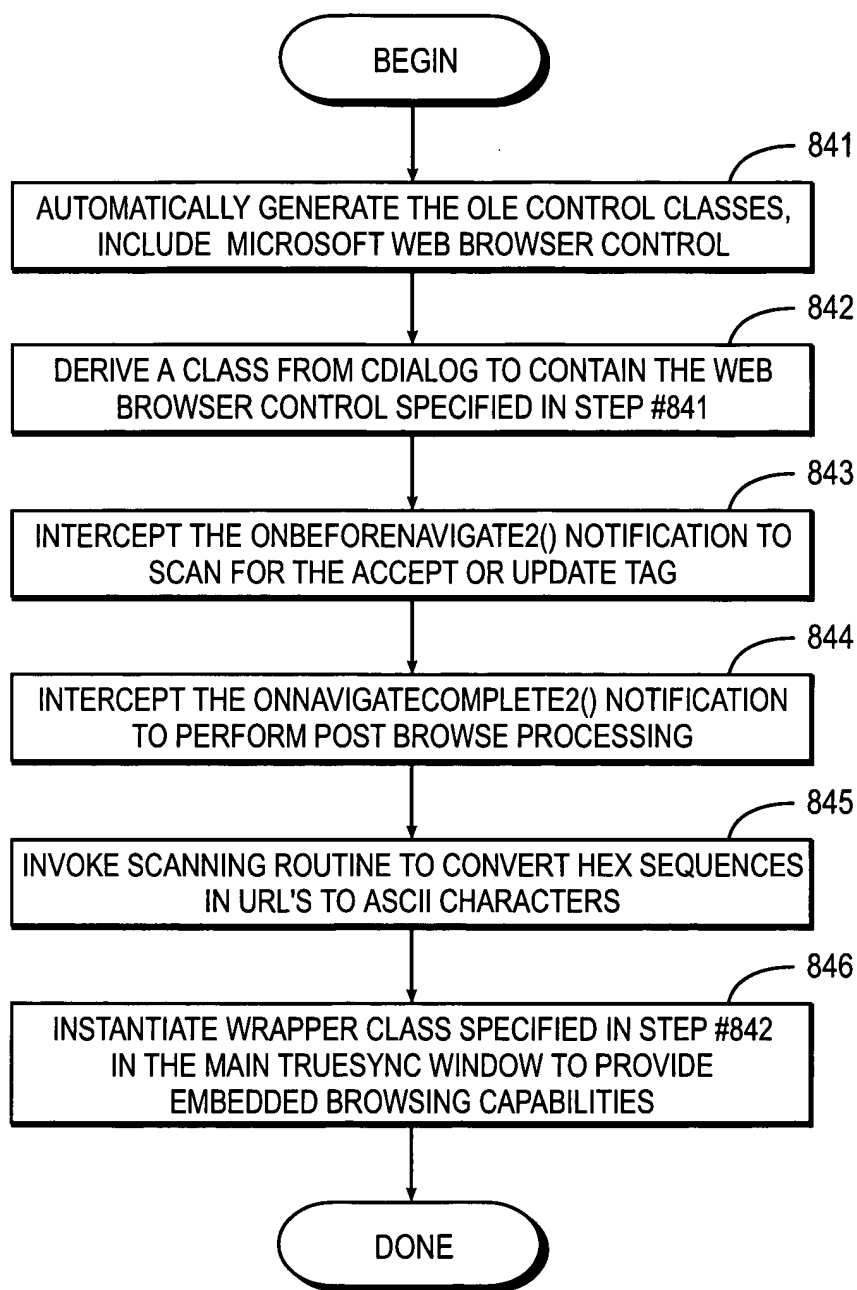 BEGIN
841
AUTOMATICALLY GENERATE THE OLE CONTROL CLASSES,
INCLUDE MICROSOFT WEB BROWSER CONTROL
842
DERIVE A CLASS FROM CDIALOG TO CONTAIN THE WEB
BROWSER CONTROL SPECIFIED IN STEP #841
843
INTERCEPT THE ONBEFORENAVIGATE2() NOTIFICATION TO
SCAN FOR THE ACCEPT OR UPDATE TAG
844
INTERCEPT THE ONNAVIGATECOMPLETE2() NOTIFICATION
TO PERFORM POST BROWSE PROCESSING
845
INVOKE SCANNING ROUTINE TO CONVERT HEX SEQUENCES
IN URL'S TO ASCII CHARACTERS
846
INSTANTIATE WRAPPER CLASS SPECIFIED IN STEP #842
IN THE MAIN TRUESYNC WINDOW TO PROVIDE
EMBEDDED BROWSING CAPABILITIES
DONE